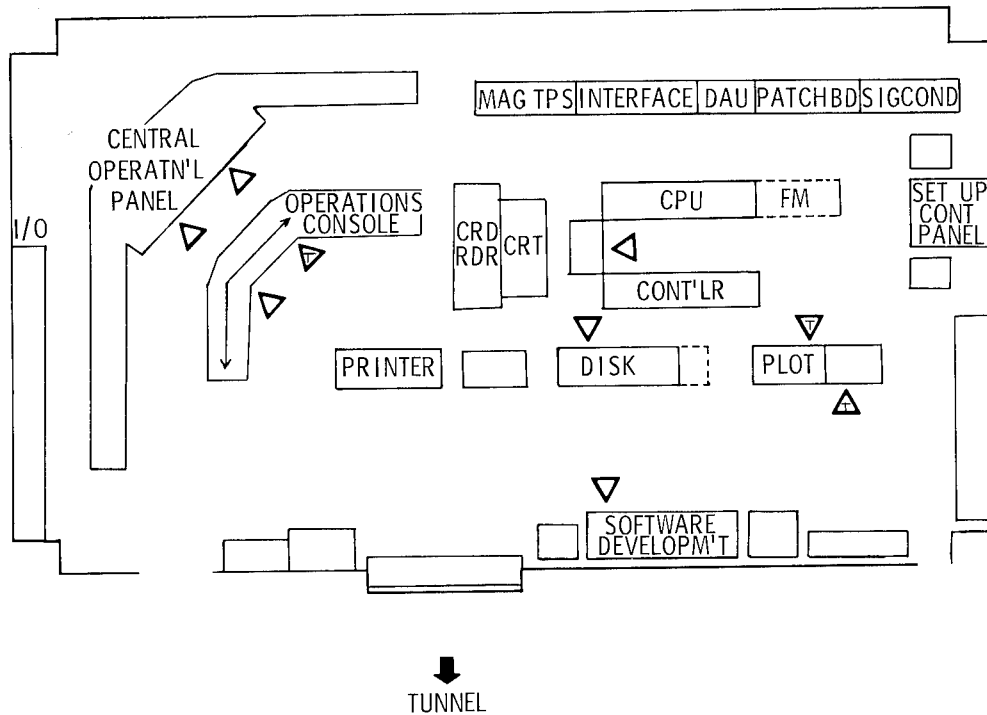 MAG TPS INTERFACE DAU PATCHBD SIGCOND
CENTRAL
OPERATN'L
PANEL
I/O
OPERATIONS
CONSOLE
T
CRD
RDR
CRT
CPU
FM
CONT'LR
SET UP
CONT
PANEL
PRINTER
DISK
T
PLOT
T
SOFTWARE
DEVELOPM'T
TUNNEL